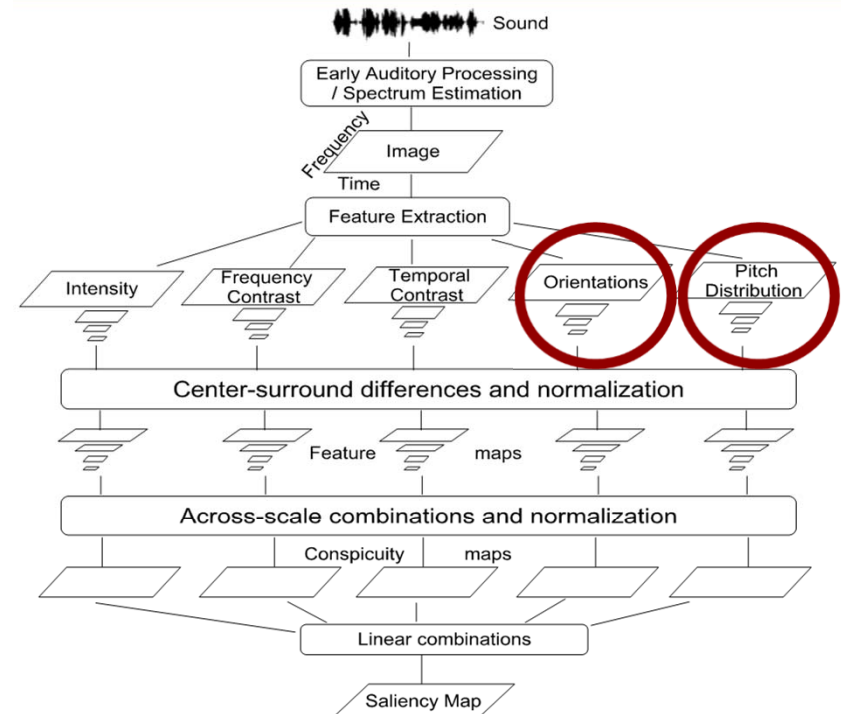 Sound
Early Auditory Processing
/ Spectrum Estimation
Frequency
Image
Time
Feature Extraction
Intensity
Frequency
Contrast
Temporal
Contrast
Orientations
Pitch
Distribution
Center-surround differences and normalization
Feature maps
Across-scale combinations and normalization
Conspicuity maps
Linear combinations
Saliency Map